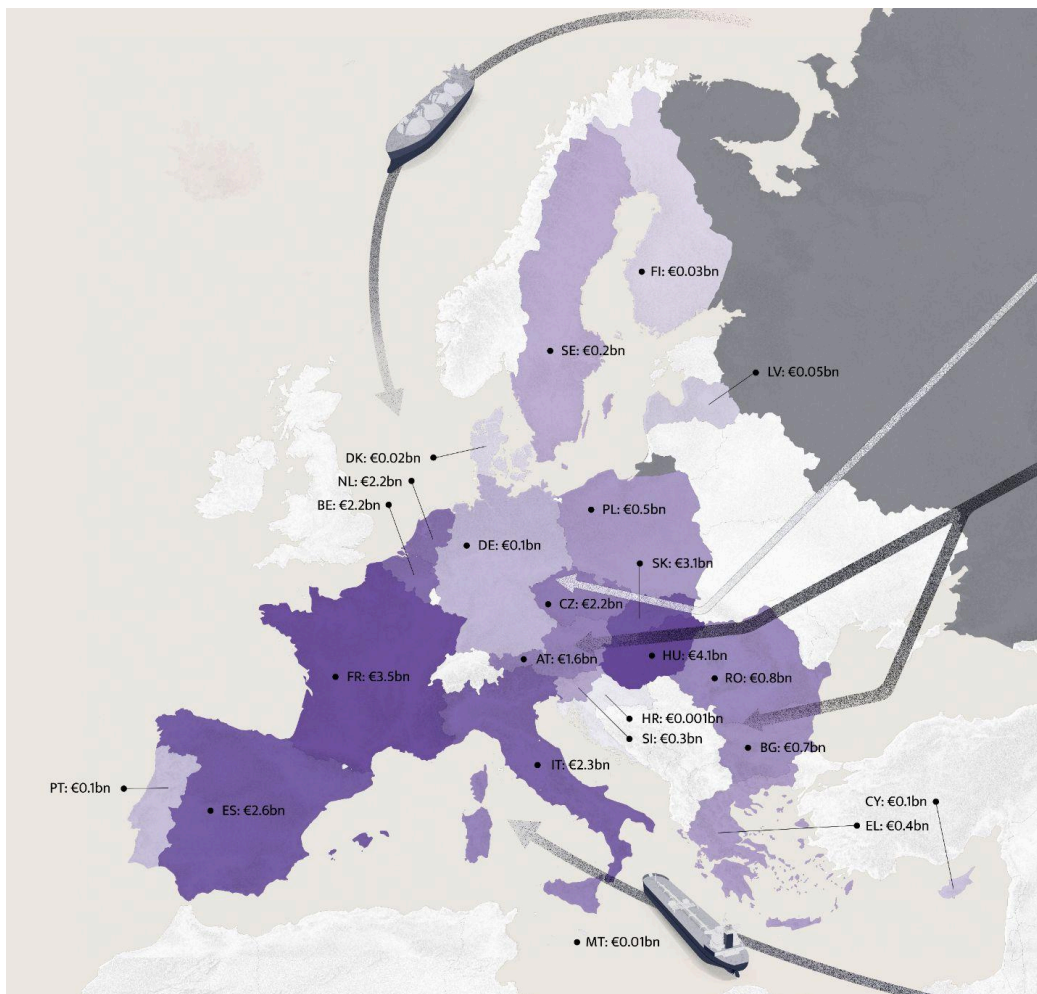 FI: €0.03bn
SE: €0.2bn
LV: €0.05bn
DK: €0.02bn
NL: €2.2bn
BE: €2.2bn
PL: €0.5bn
DE: €0.1bn
SK: €3.1bn
CZ: €2.2bn
AT: €1.6bn
HU: €4.1bn
FR: €3.5bn
RO: €0.8bn
HR: €0.001bn
SI: €0.3bn
BG: €0.7bn
IT: €2.3bn
PT: €0.1bn
ES: €2.6bn
CY: €0.1bn
EL: €0.4bn
MT: €0.01bn